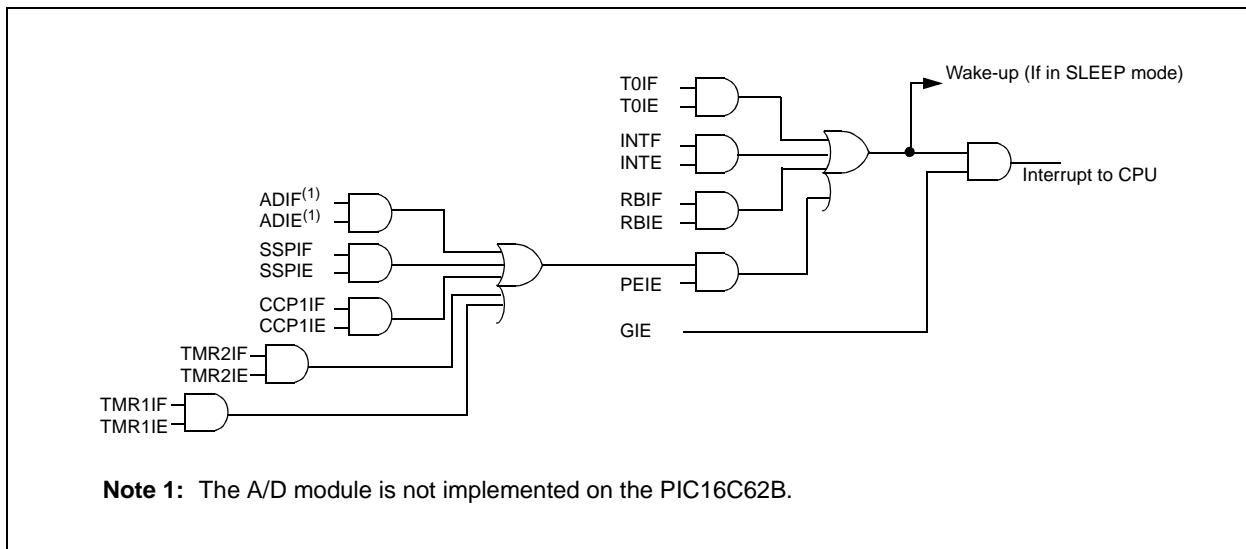 Wake-up (If in SLEEP mode)
T0IF
T0IE
INTF
INTE
Interrupt to CPU
RBIF
RBIE
ADIF(1)
ADIE(1)
SSPIF
SSPIE
PEIE
CCP1IF
CCP1IE
GIE
TMR2IF
TMR2IE
TMR1IF
TMR1IE
Note 1: The A/D module is not implemented on the PIC16C62B.